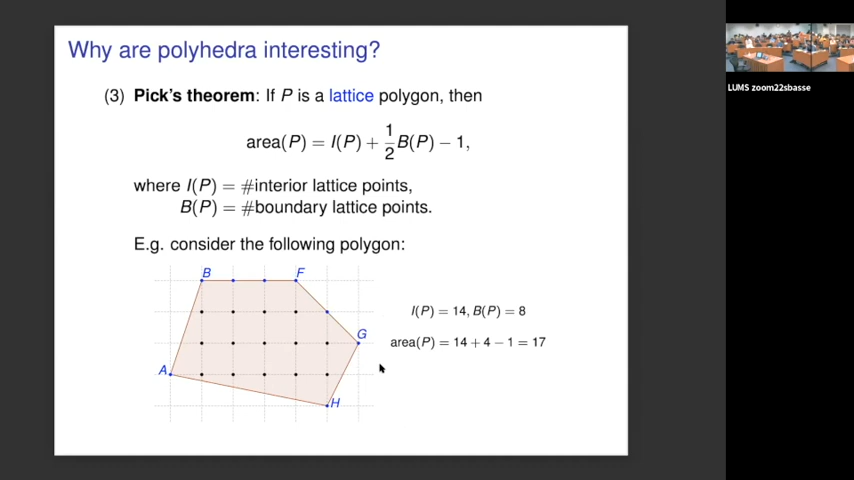 Why are polyhedra interesting?
(3) Pick's theorem: If P is a lattice polygon, then
area(P) = I(P) + 1/2 B(P) − 1,
where I(P) = #interior lattice points,
B(P) = #boundary lattice points.
E.g. consider the following polygon:
B
F
G
A
H
I(P) = 14, B(P) = 8
area(P) = 14 + 4 − 1 = 17
LUMS zoom22sbasse